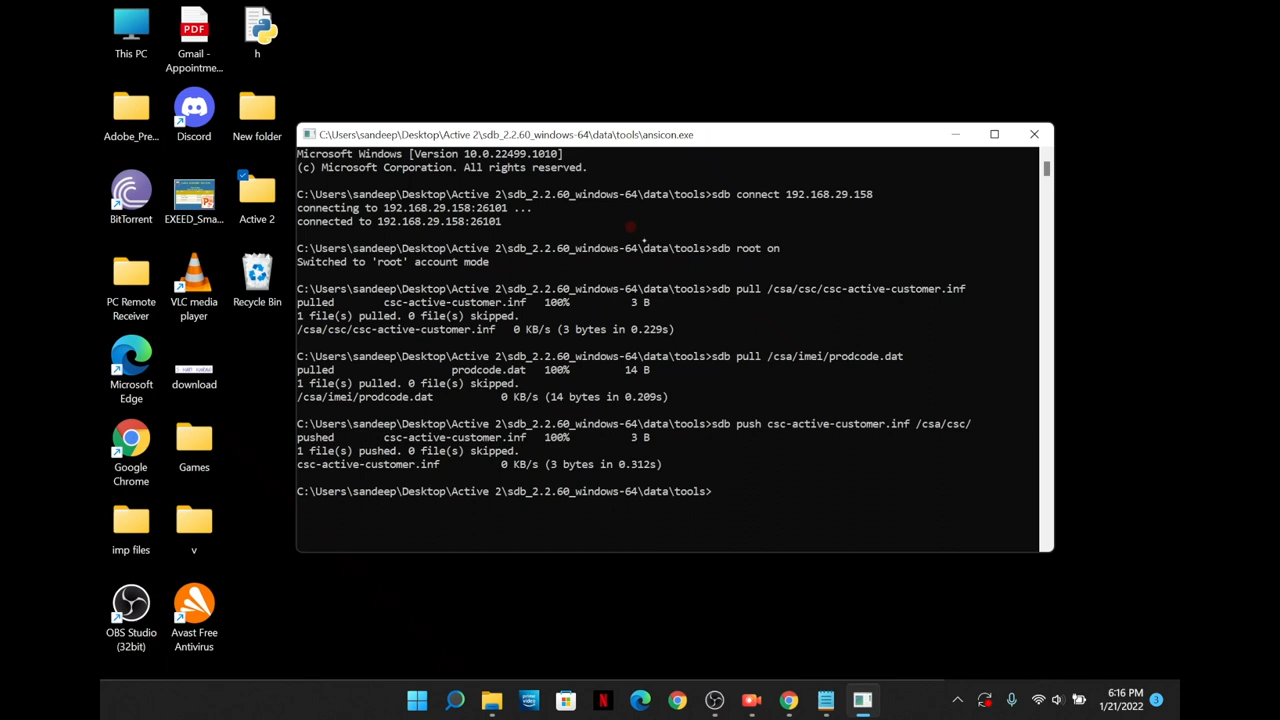 This PC
PDF
Gmail -
Appointme...
h
Adobe_Pre...
Discord
New folder
BitTorrent
EXEED_Sma...
Active 2
PC Remote
Receiver
VLC media
player
Recycle Bin
Microsoft
Edge
download
Google
Chrome
Games
imp files
v
OBS Studio
(32bit)
Avast Free
Antivirus
C:\Users\sandeep\Desktop\Active 2\sdb_2.2.60_windows-64\data\tools\ansicon.exe
Microsoft Windows [Version 10.0.22499.1010]
(c) Microsoft Corporation. All rights reserved.
C:\Users\sandeep\Desktop\Active 2\sdb_2.2.60_windows-64\data\tools>sdb connect 192.168.29.158
connecting to 192.168.29.158:26101 ...
connected to 192.168.29.158:26101
C:\Users\sandeep\Desktop\Active 2\sdb_2.2.60_windows-64\data\tools>sdb root on
Switched to 'root' account mode
C:\Users\sandeep\Desktop\Active 2\sdb_2.2.60_windows-64\data\tools>sdb pull /csa/csc/csc-active-customer.inf
pulled csc-active-customer.inf 100% 3 B
1 file(s) pulled. 0 file(s) skipped.
/csa/csc/csc-active-customer.inf 0 KB/s (3 bytes in 0.229s)
C:\Users\sandeep\Desktop\Active 2\sdb_2.2.60_windows-64\data\tools>sdb pull /csa/imei/prodcode.dat
pulled prodcode.dat 100% 14 B
1 file(s) pulled. 0 file(s) skipped.
/csa/imei/prodcode.dat 0 KB/s (14 bytes in 0.209s)
C:\Users\sandeep\Desktop\Active 2\sdb_2.2.60_windows-64\data\tools>sdb push csc-active-customer.inf /csa/csc/
pushed csc-active-customer.inf 100% 3 B
1 file(s) pushed. 0 file(s) skipped.
csc-active-customer.inf 0 KB/s (3 bytes in 0.312s)
C:\Users\sandeep\Desktop\Active 2\sdb_2.2.60_windows-64\data\tools>
6:16 PM
1/21/2022
3